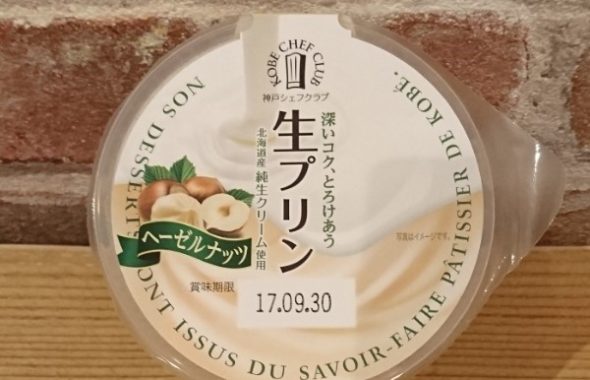 KOBE CHEF CLUB
神戸シェフクラブ
深いコク、とろけあう
生プリン
北海道産 純生クリーム使用
ヘーゼルナッツ
写真はイメージです。
賞味期限
17.09.30
NOS DESSERTS SONT ISSUS DU SAVOIR-FAIRE PÂTISSIER DE KOBÉ.